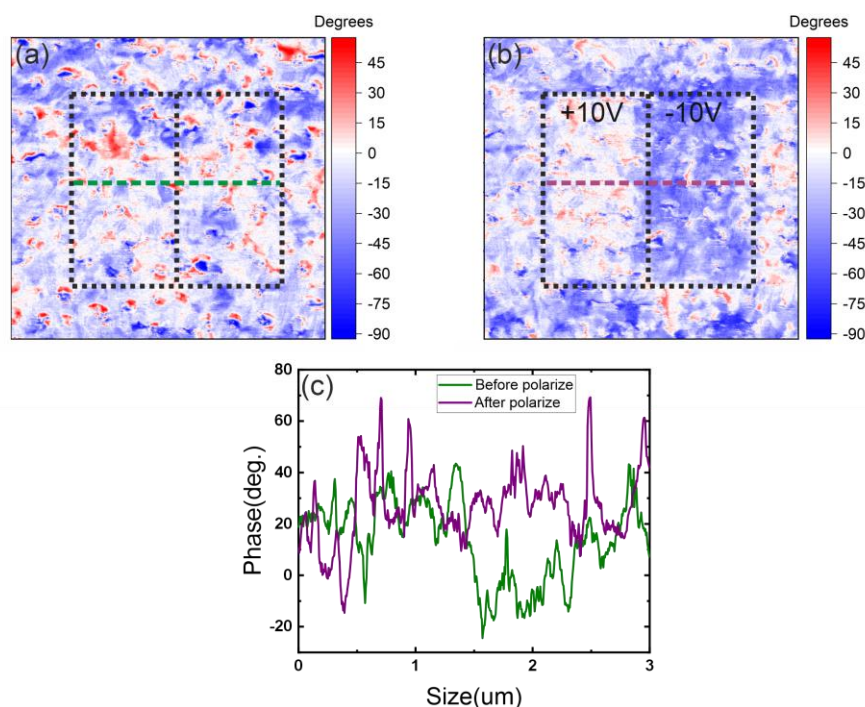 Degrees
(a)
45
30
15
0
-15
-30
-45
-60
-75
-90
Degrees
(b)
+10V -10V
45
30
15
0
-15
-30
-45
-60
-75
-90
(c)
Before polarize
After polarize
80
60
40
20
0
-20
Phase(deg.)
0 1 2 3
Size(um)